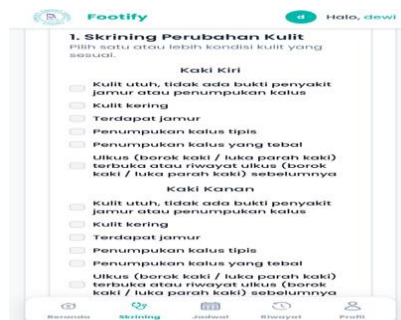 Footify
d Halo, dewi
1. Skrining Perubahan Kulit
Pilih satu atau lebih kondisi kulit yang
sesuai.
Kaki Kiri
Kulit utuh, tidak ada bukti penyakit
jamur atau penumpukan kalus
Kulit kering
Terdapat jamur
Penumpukan kalus tipis
Penumpukan kalus yang tebal
Ulkus (borok kaki / luka parah kaki)
terbuka atau riwayat ulkus (borok
kaki / luka parah kaki) sebelumnya
Kaki Kanan
Kulit utuh, tidak ada bukti penyakit
jamur atau penumpukan kalus
Kulit kering
Terdapat jamur
Penumpukan kalus tipis
Penumpukan kalus yang tebal
Ulkus (borok kaki / luka parah kaki)
terbuka atau riwayat ulkus (borok
kaki / luka parah kaki) sebelumnya
Beranda Skrining Jadwal Riwayat Profil